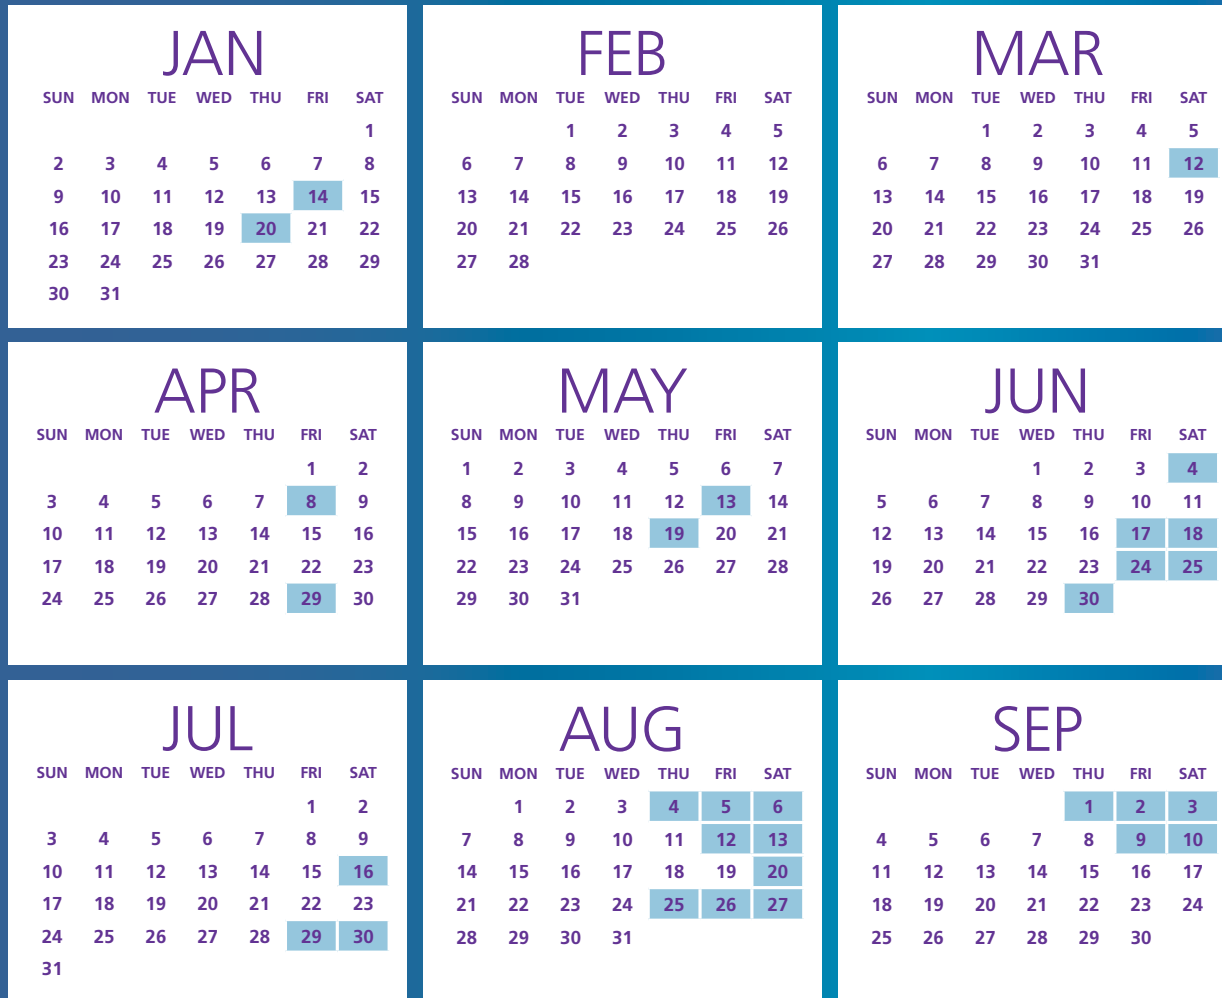 JAN
SUN MON TUE WED THU FRI SAT
1
2 3 4 5 6 7 8
9 10 11 12 13 14 15
16 17 18 19 20 21 22
23 24 25 26 27 28 29
30 31
FEB
SUN MON TUE WED THU FRI SAT
1 2 3 4 5
6 7 8 9 10 11 12
13 14 15 16 17 18 19
20 21 22 23 24 25 26
27 28
MAR
SUN MON TUE WED THU FRI SAT
1 2 3 4 5
6 7 8 9 10 11 12
13 14 15 16 17 18 19
20 21 22 23 24 25 26
27 28 29 30 31
APR
SUN MON TUE WED THU FRI SAT
1 2
3 4 5 6 7 8 9
10 11 12 13 14 15 16
17 18 19 20 21 22 23
24 25 26 27 28 29 30
MAY
SUN MON TUE WED THU FRI SAT
1 2 3 4 5 6 7
8 9 10 11 12 13 14
15 16 17 18 19 20 21
22 23 24 25 26 27 28
29 30 31
JUN
SUN MON TUE WED THU FRI SAT
1 2 3 4
5 6 7 8 9 10 11
12 13 14 15 16 17 18
19 20 21 22 23 24 25
26 27 28 29 30
JUL
SUN MON TUE WED THU FRI SAT
1 2
3 4 5 6 7 8 9
10 11 12 13 14 15 16
17 18 19 20 21 22 23
24 25 26 27 28 29 30
31
AUG
SUN MON TUE WED THU FRI SAT
1 2 3 4 5 6
7 8 9 10 11 12 13
14 15 16 17 18 19 20
21 22 23 24 25 26 27
28 29 30 31
SEP
SUN MON TUE WED THU FRI SAT
1 2 3
4 5 6 7 8 9 10
11 12 13 14 15 16 17
18 19 20 21 22 23 24
25 26 27 28 29 30